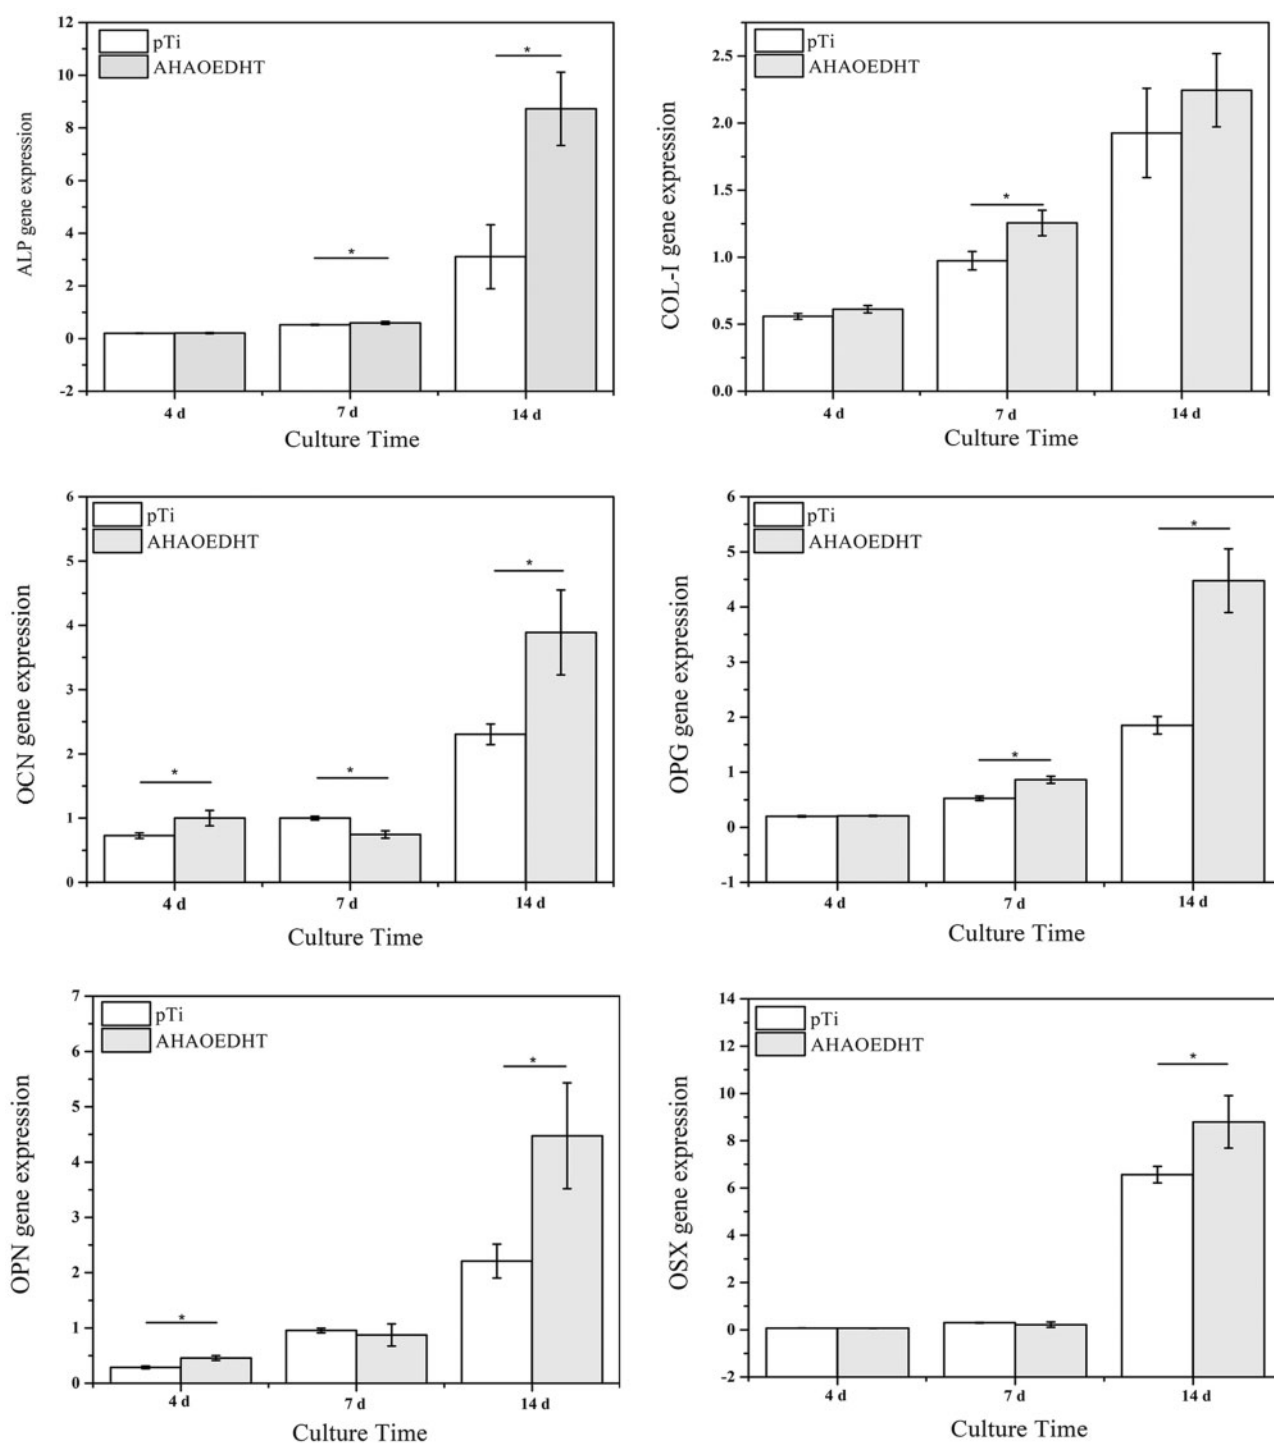 12
10
8
6
4
2
0
-2
ALP gene expression
pTi
AHAOEDHT
*
*
4 d
7 d
14 d
Culture Time
2.5
2.0
1.5
1.0
0.5
0.0
COL-I gene expression
pTi
AHAOEDHT
*
4 d
7 d
14 d
Culture Time
6
5
4
3
2
1
0
OCN gene expression
pTi
AHAOEDHT
*
*
*
4 d
7 d
14 d
Culture Time
6
5
4
3
2
1
0
-1
OPG gene expression
pTi
AHAOEDHT
*
*
4 d
7 d
14 d
Culture Time
7
6
5
4
3
2
1
0
OPN gene expression
pTi
AHAOEDHT
*
*
4 d
7 d
14 d
Culture Time
14
12
10
8
6
4
2
0
-2
OSX gene expression
pTi
AHAOEDHT
*
4 d
7 d
14 d
Culture Time